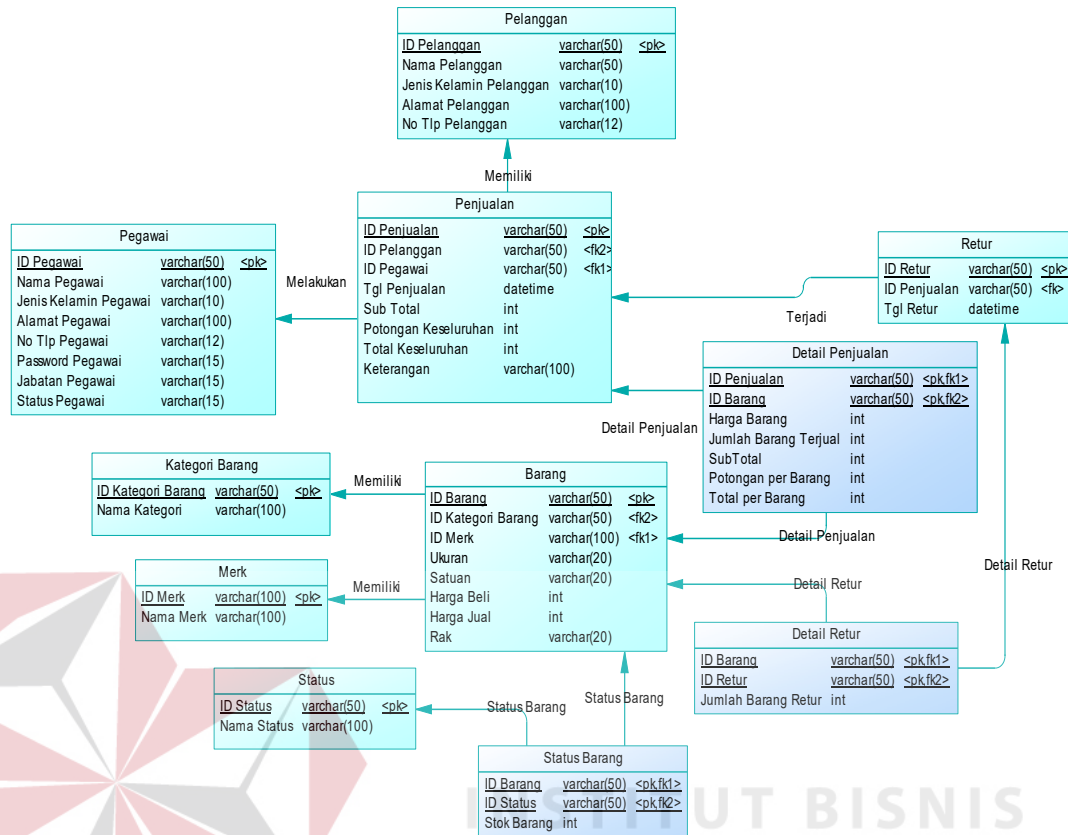 Pelanggan
ID Pelanggan varchar(50) <pk>
Nama Pelanggan varchar(50)
Jenis Kelamin Pelanggan varchar(10)
Alamat Pelanggan varchar(100)
No Tlp Pelanggan varchar(12)
Memiliki
Penjualan
ID Penjualan varchar(50) <pk>
ID Pelanggan varchar(50) <fk2>
ID Pegawai varchar(50) <fk1>
Tgl Penjualan datetime
Sub Total int
Potongan Keseluruhan int
Total Keseluruhan int
Keterangan varchar(100)
Pegawai
ID Pegawai varchar(50) <pk>
Nama Pegawai varchar(100)
Jenis Kelamin Pegawai varchar(10)
Alamat Pegawai varchar(100)
No Tlp Pegawai varchar(12)
Password Pegawai varchar(15)
Jabatan Pegawai varchar(15)
Status Pegawai varchar(15)
Melakukan
Retur
ID Retur varchar(50) <pk>
ID Penjualan varchar(50) <fk>
Tgl Retur datetime
Terjadi
Detail Penjualan
ID Penjualan varchar(50) <pk,fk1>
ID Barang varchar(50) <pk,fk2>
Harga Barang int
Jumlah Barang Terjual int
SubTotal int
Potongan per Barang int
Total per Barang int
Detail Penjualan
Kategori Barang
ID Kategori Barang varchar(50) <pk>
Nama Kategori varchar(100)
Memiliki
Barang
ID Barang varchar(50) <pk>
ID Kategori Barang varchar(50) <fk2>
ID Merk varchar(100) <fk1>
Ukuran varchar(20)
Satuan varchar(20)
Harga Beli int
Harga Jual int
Rak varchar(20)
Detail Penjualan
Detail Retur
Merk
ID Merk varchar(100) <pk>
Nama Merk varchar(100)
Memiliki
Detail Retur
Detail Retur
ID Barang varchar(50) <pk,fk1>
ID Retur varchar(50) <pk,fk2>
Jumlah Barang Retur int
Status
ID Status varchar(50) <pk>
Nama Status varchar(100)
Status Barang
Status Barang
Status Barang
ID Barang varchar(50) <pk,fk1>
ID Status varchar(50) <pk,fk2>
Stok Barang int
INSTITUT BISNIS